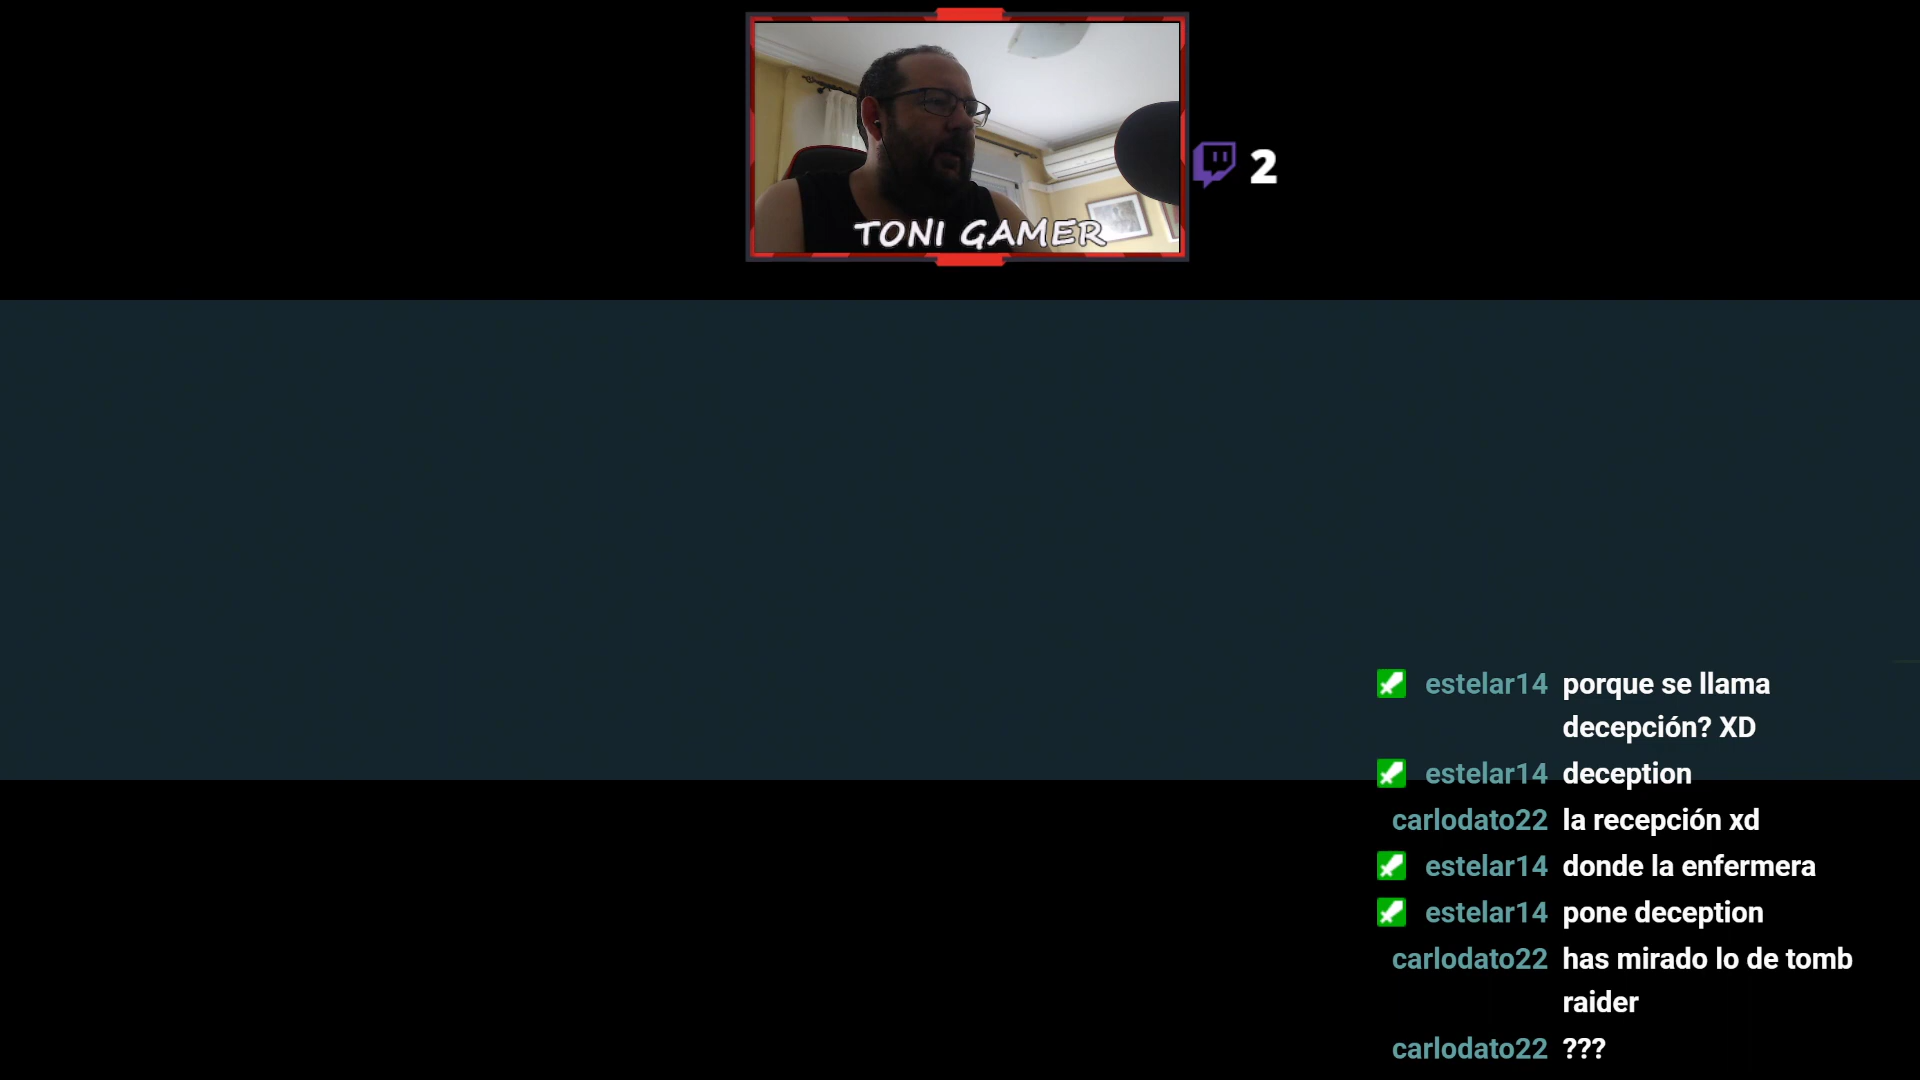 TONI GAMER
2
estelar14 porque se llama
decepción? XD
estelar14 deception
carlodato22 la recepción xd
estelar14 donde la enfermera
estelar14 pone deception
carlodato22 has mirado lo de tomb
raider
carlodato22 ???